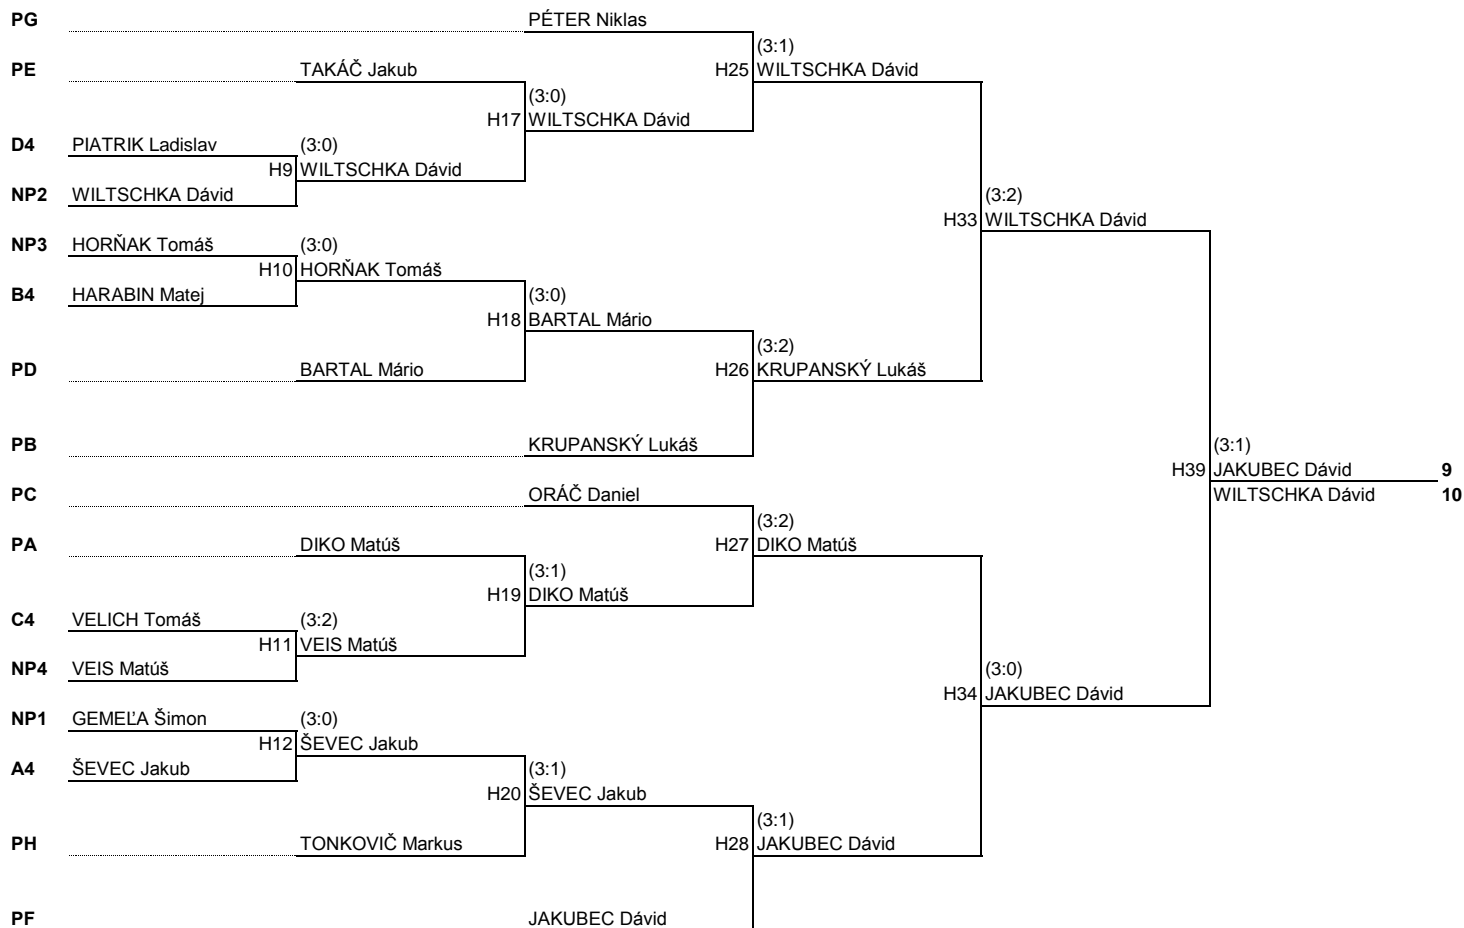 PG PÉTER Niklas
(3:1)
PE TAKÁČ Jakub H25 WILTSCHKA Dávid
(3:0)
H17 WILTSCHKA Dávid
D4 PIATRIK Ladislav (3:0)
H9 WILTSCHKA Dávid
NP2 WILTSCHKA Dávid (3:2)
H33 WILTSCHKA Dávid
NP3 HORŇAK Tomáš (3:0)
H10 HORŇAK Tomáš
B4 HARABIN Matej (3:0)
H18 BARTAL Mário
(3:2)
PD BARTAL Mário H26 KRUPANSKÝ Lukáš
PB KRUPANSKÝ Lukáš (3:1)
H39 JAKUBEC Dávid 9
PC ORÁČ Daniel WILTSCHKA Dávid 10
(3:2)
PA DIKO Matúš H27 DIKO Matúš
(3:1)
H19 DIKO Matúš
C4 VELICH Tomáš (3:2)
H11 VEIS Matúš
NP4 VEIS Matúš (3:0)
H34 JAKUBEC Dávid
NP1 GEMEĽA Šimon (3:0)
H12 ŠEVEC Jakub
A4 ŠEVEC Jakub (3:1)
H20 ŠEVEC Jakub
(3:1)
PH TONKOVIČ Markus H28 JAKUBEC Dávid
PF JAKUBEC Dávid